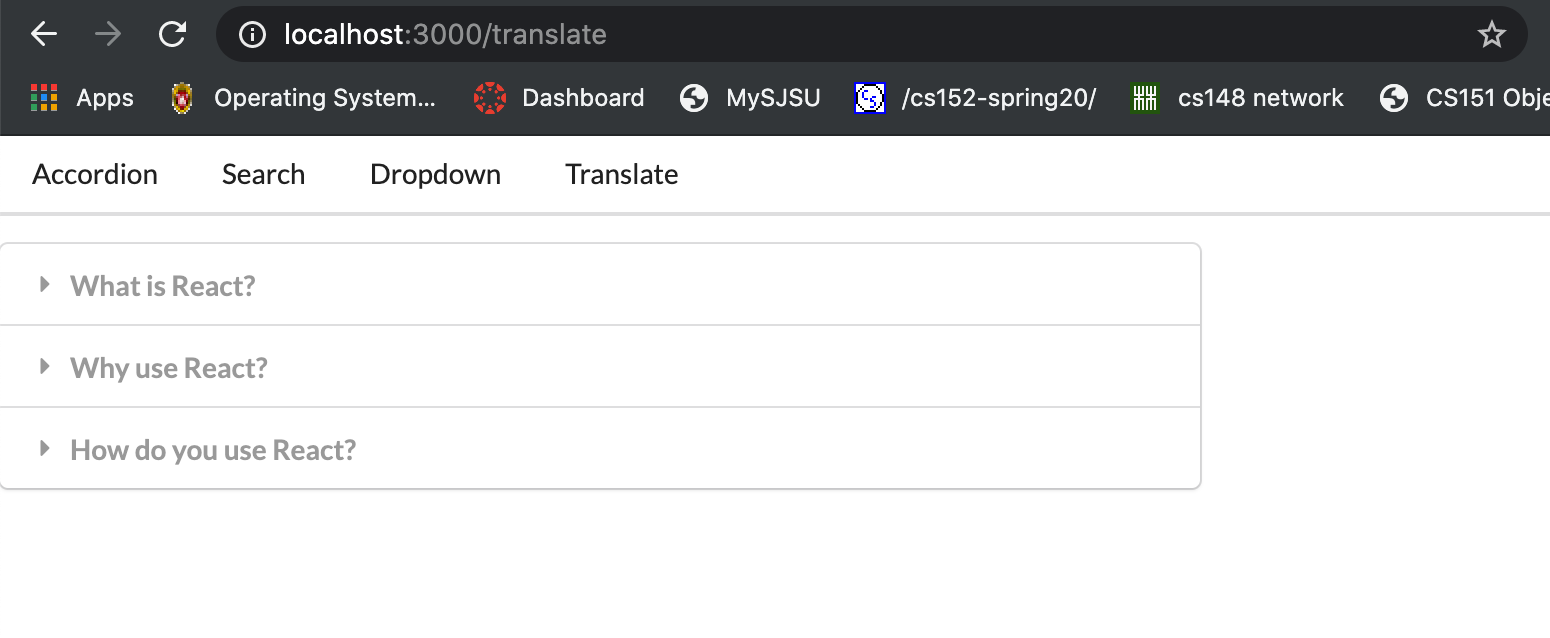 localhost:3000/translate
Apps Operating System... Dashboard MySJSU /cs152-spring20/ cs148 network CS151 Obje
Accordion Search Dropdown Translate
What is React?
Why use React?
How do you use React?